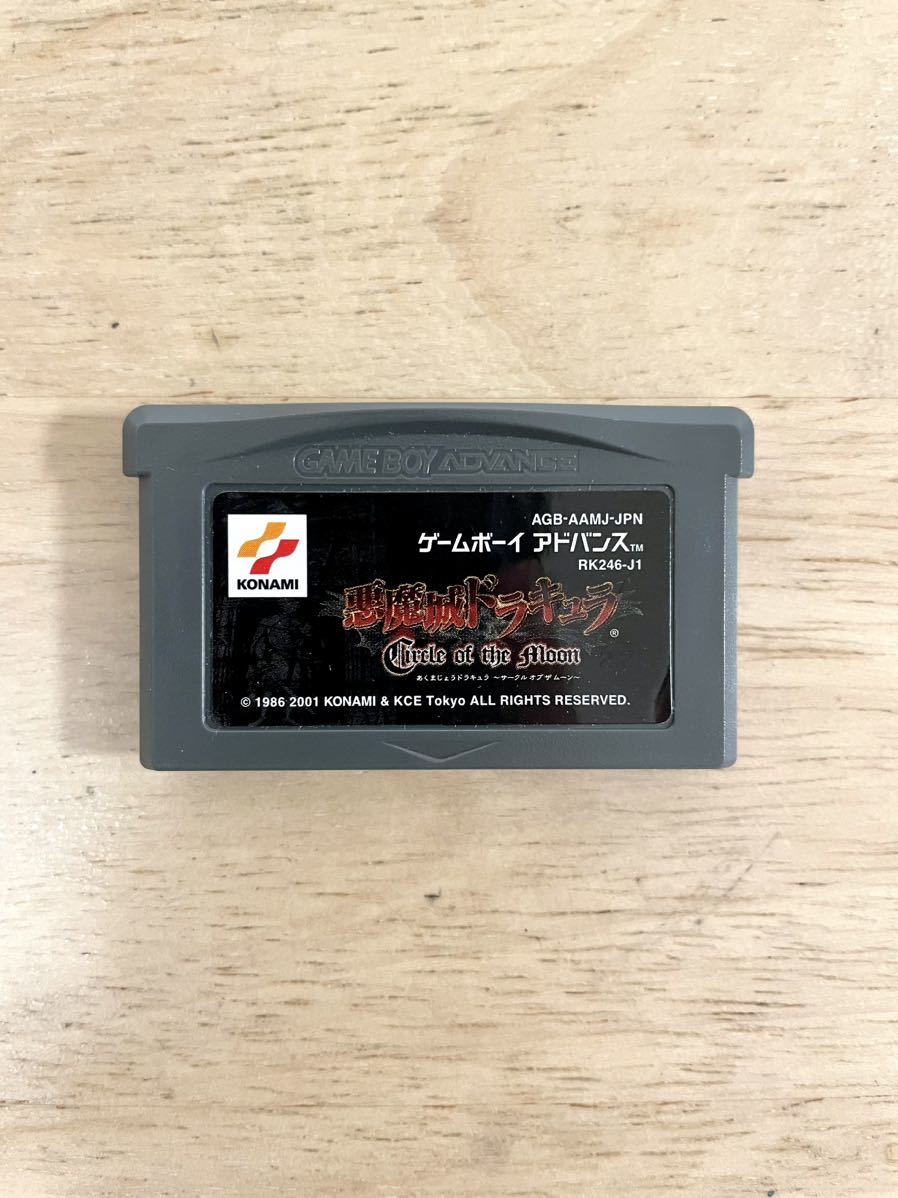 GAME BOY ADVANCE
AGB-AAMJ-JPN
ゲームボーイ アドバンス™
RK246-J1
KONAMI
悪魔城ドラキュラ®
Circle of the Moon
あくまじょうドラキュラ 〜サークル オブ ザ ムーン〜
© 1986 2001 KONAMI & KCE Tokyo ALL RIGHTS RESERVED.